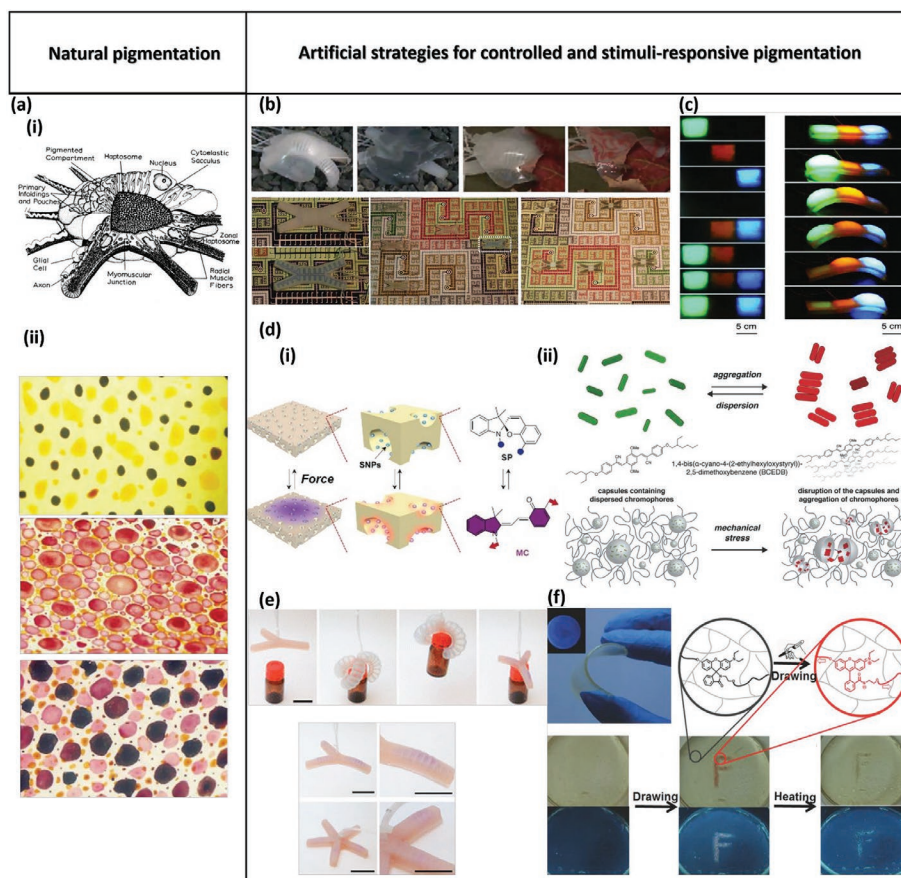 Natural pigmentation
Artificial strategies for controlled and stimuli-responsive pigmentation
(a)
(i)
Pigmented
Compartment
Haptosome
Nucleus
Cytoelastic
Sacculus
Primary
Infoldings
and Pouches
Zonal
Haptosome
Glial
Cell
Axon
Myomuscular
Junction
Radial
Muscle
Fibers
(ii)
(b)
(c)
5 cm
5 cm
(d)
(i)
SNPs
Force
SP
MC
(ii)
aggregation
dispersion
1,4-bis(α-cyano-4-(2-ethylhexyloxystyryl))-
2,5-dimethoxybenzene (BCEDB)
capsules containing
dispersed chromophores
mechanical
stress
disruption of the capsules and
aggregation of chromophores
(e)
(f)
Drawing
Drawing
Heating